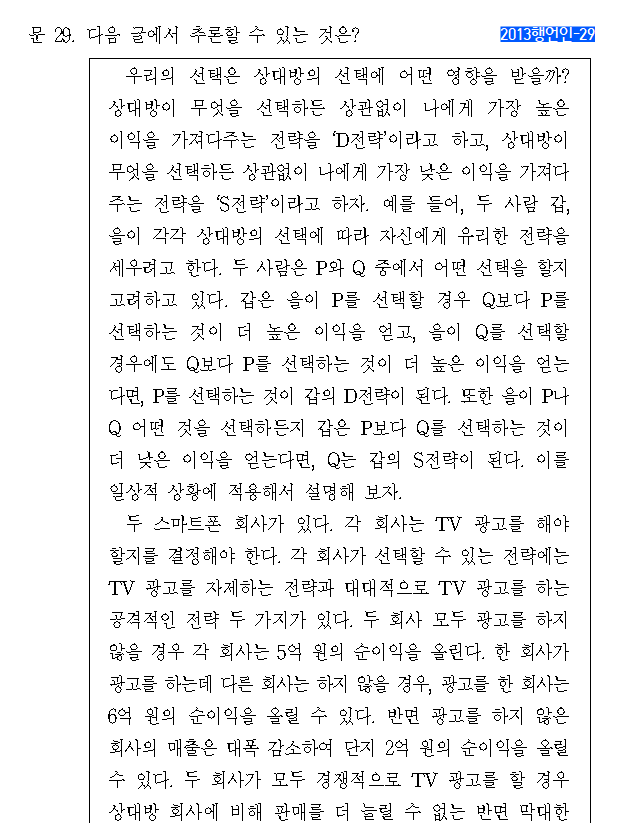 문 29. 다음 글에서 추론할 수 있는 것은?
2013행언인-29
우리의 선택은 상대방의 선택에 어떤 영향을 받을까?
상대방이 무엇을 선택하든 상관없이 나에게 가장 높은
이익을 가져다주는 전략을 ‘D전략’이라고 하고, 상대방이
무엇을 선택하든 상관없이 나에게 가장 낮은 이익을 가져다
주는 전략을 ‘S전략’이라고 하자. 예를 들어, 두 사람 갑,
을이 각각 상대방의 선택에 따라 자신에게 유리한 전략을
세우려고 한다. 두 사람은 P와 Q 중에서 어떤 선택을 할지
고려하고 있다. 갑은 을이 P를 선택할 경우 Q보다 P를
선택하는 것이 더 높은 이익을 얻고, 을이 Q를 선택할
경우에도 Q보다 P를 선택하는 것이 더 높은 이익을 얻는
다면, P를 선택하는 것이 갑의 D전략이 된다. 또한 을이 P나
Q 어떤 것을 선택하든지 갑은 P보다 Q를 선택하는 것이
더 낮은 이익을 얻는다면, Q는 갑의 S전략이 된다. 이를
일상적 상황에 적용해서 설명해 보자.
두 스마트폰 회사가 있다. 각 회사는 TV 광고를 해야
할지를 결정해야 한다. 각 회사가 선택할 수 있는 전략에는
TV 광고를 자제하는 전략과 대대적으로 TV 광고를 하는
공격적인 전략 두 가지가 있다. 두 회사 모두 광고를 하지
않을 경우 각 회사는 5억 원의 순이익을 올린다. 한 회사가
광고를 하는데 다른 회사는 하지 않을 경우, 광고를 한 회사는
6억 원의 순이익을 올릴 수 있다. 반면 광고를 하지 않은
회사의 매출은 대폭 감소하여 단지 2억 원의 순이익을 올릴
수 있다. 두 회사가 모두 경쟁적으로 TV 광고를 할 경우
상대방 회사에 비해 판매를 더 늘릴 수 없는 반면 막대한